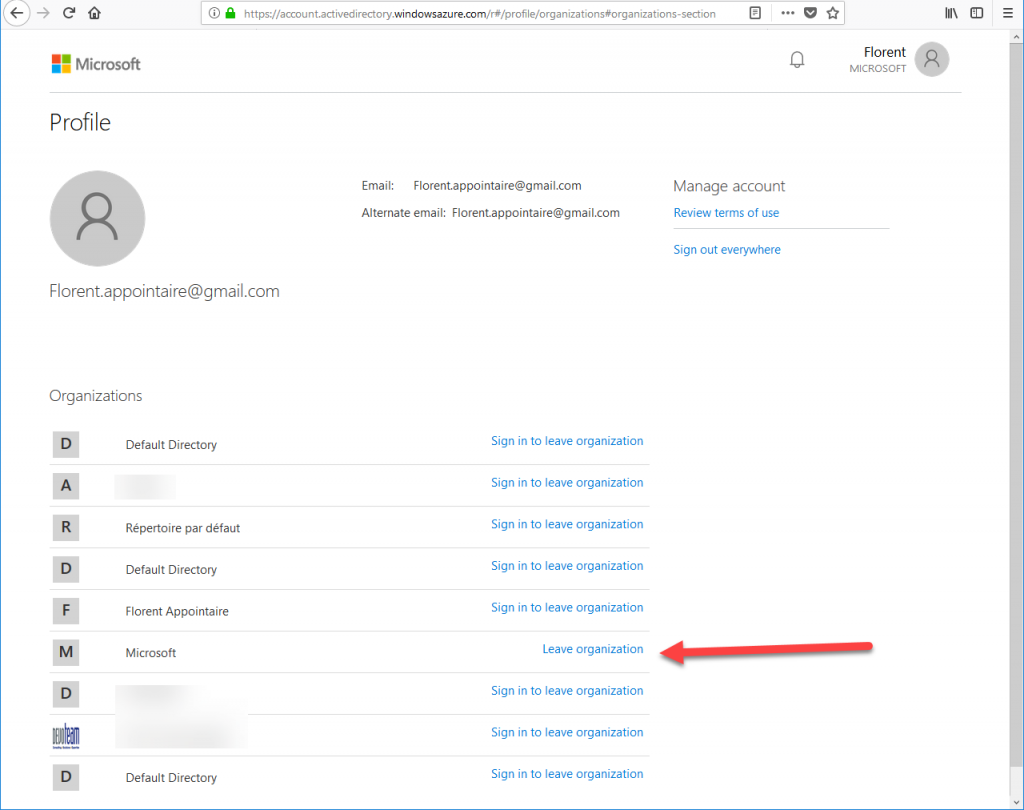 https://account.activedirectory.windowsazure.com/r#/profile/organizations#organizations-section
Microsoft
Florent
MICROSOFT
Profile
Email: Florent.appointaire@gmail.com
Alternate email: Florent.appointaire@gmail.com
Manage account
Review terms of use
Sign out everywhere
Florent.appointaire@gmail.com
Organizations
D Default Directory Sign in to leave organization
A Sign in to leave organization
R Répertoire par défaut Sign in to leave organization
D Default Directory Sign in to leave organization
F Florent Appointaire Sign in to leave organization
M Microsoft Leave organization
D Sign in to leave organization
devoteam Sign in to leave organization
D Default Directory Sign in to leave organization